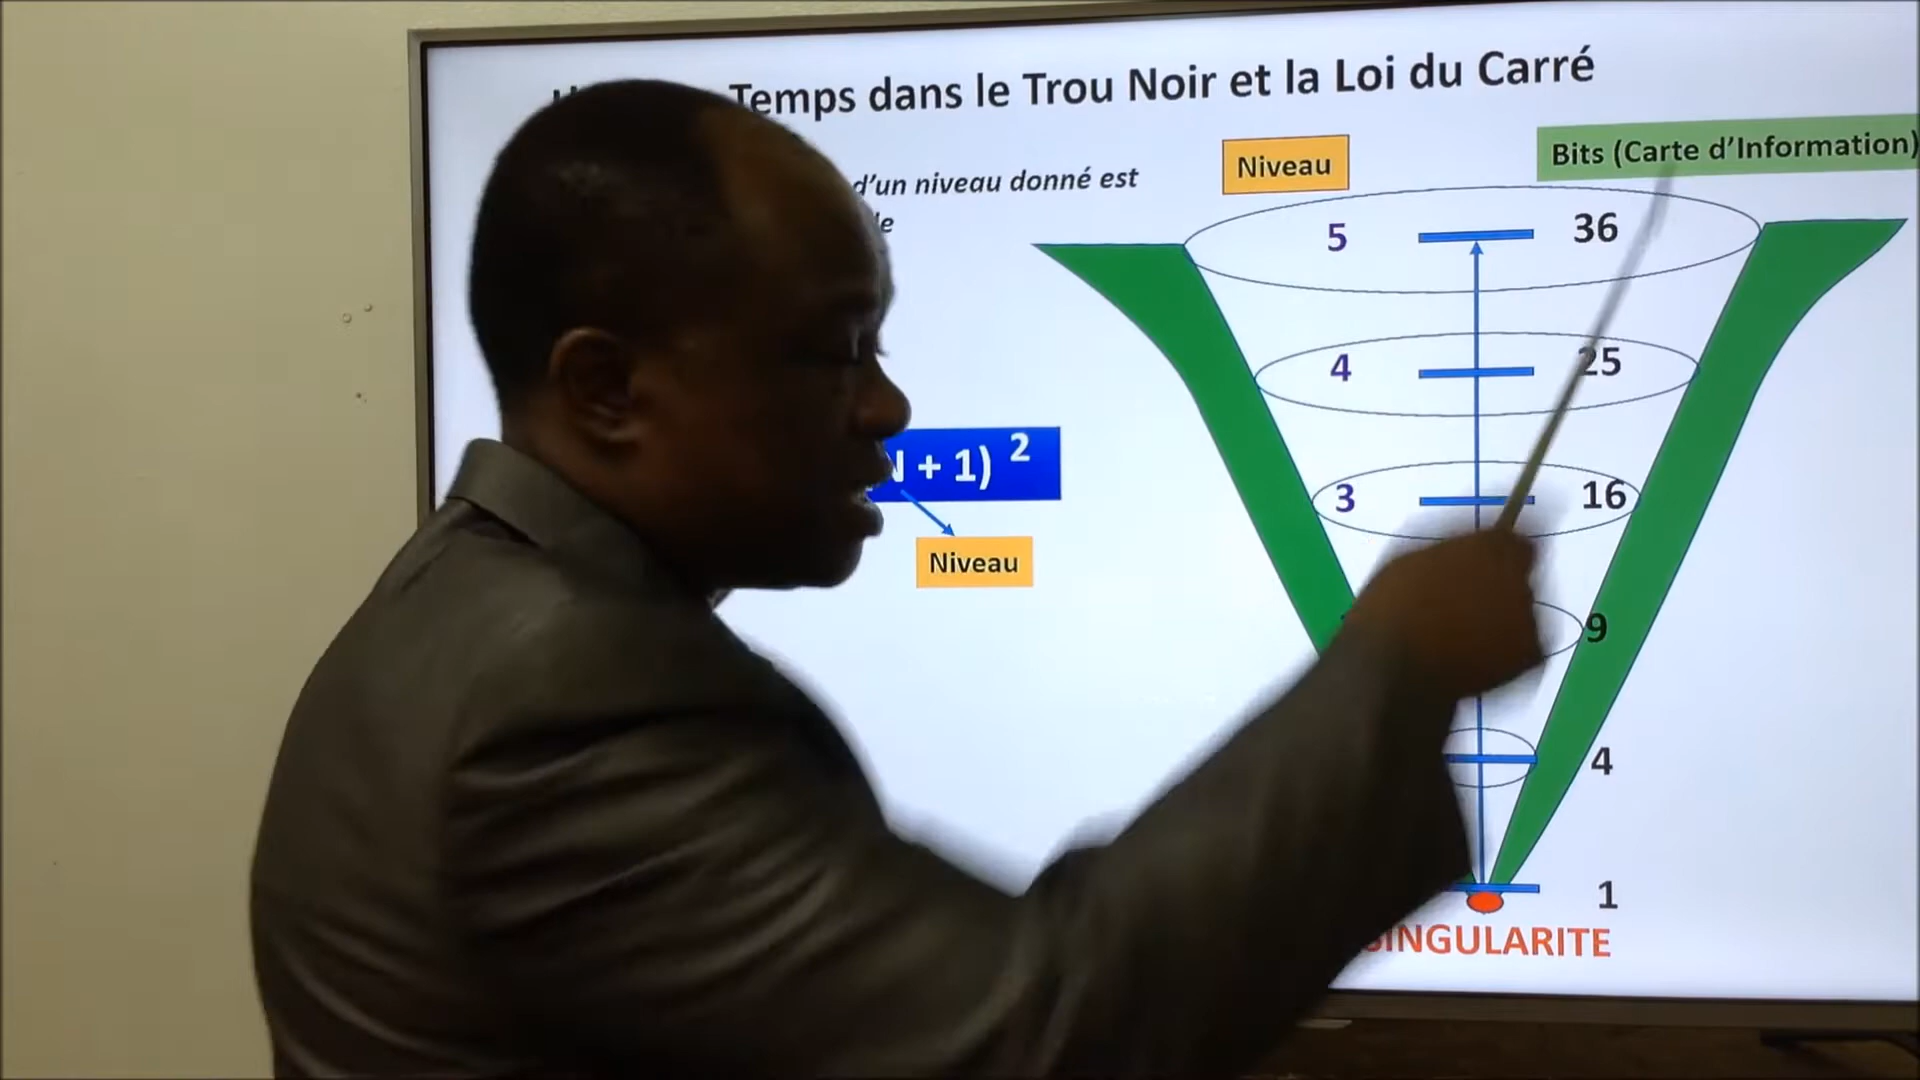 Temps dans le Trou Noir et la Loi du Carré
d'un niveau donné est
Niveau
Bits (Carte d'Information)
5 36
4 25
3 16
+ 1) 2
Niveau
9
4
1
SINGULARITE